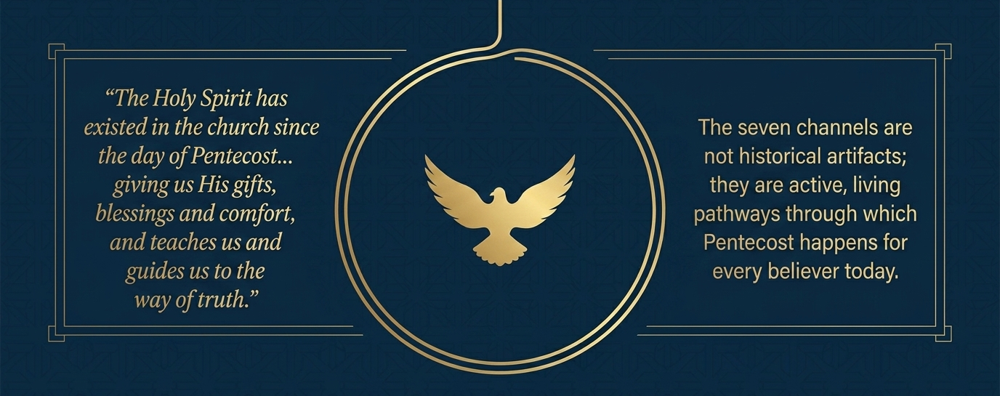 “The Holy Spirit has
existed in the church since
the day of Pentecost...
giving us His gifts,
blessings and comfort,
and teaches us and
guides us to the
way of truth.”
The seven channels are
not historical artifacts;
they are active, living
pathways through which
Pentecost happens for
every believer today.